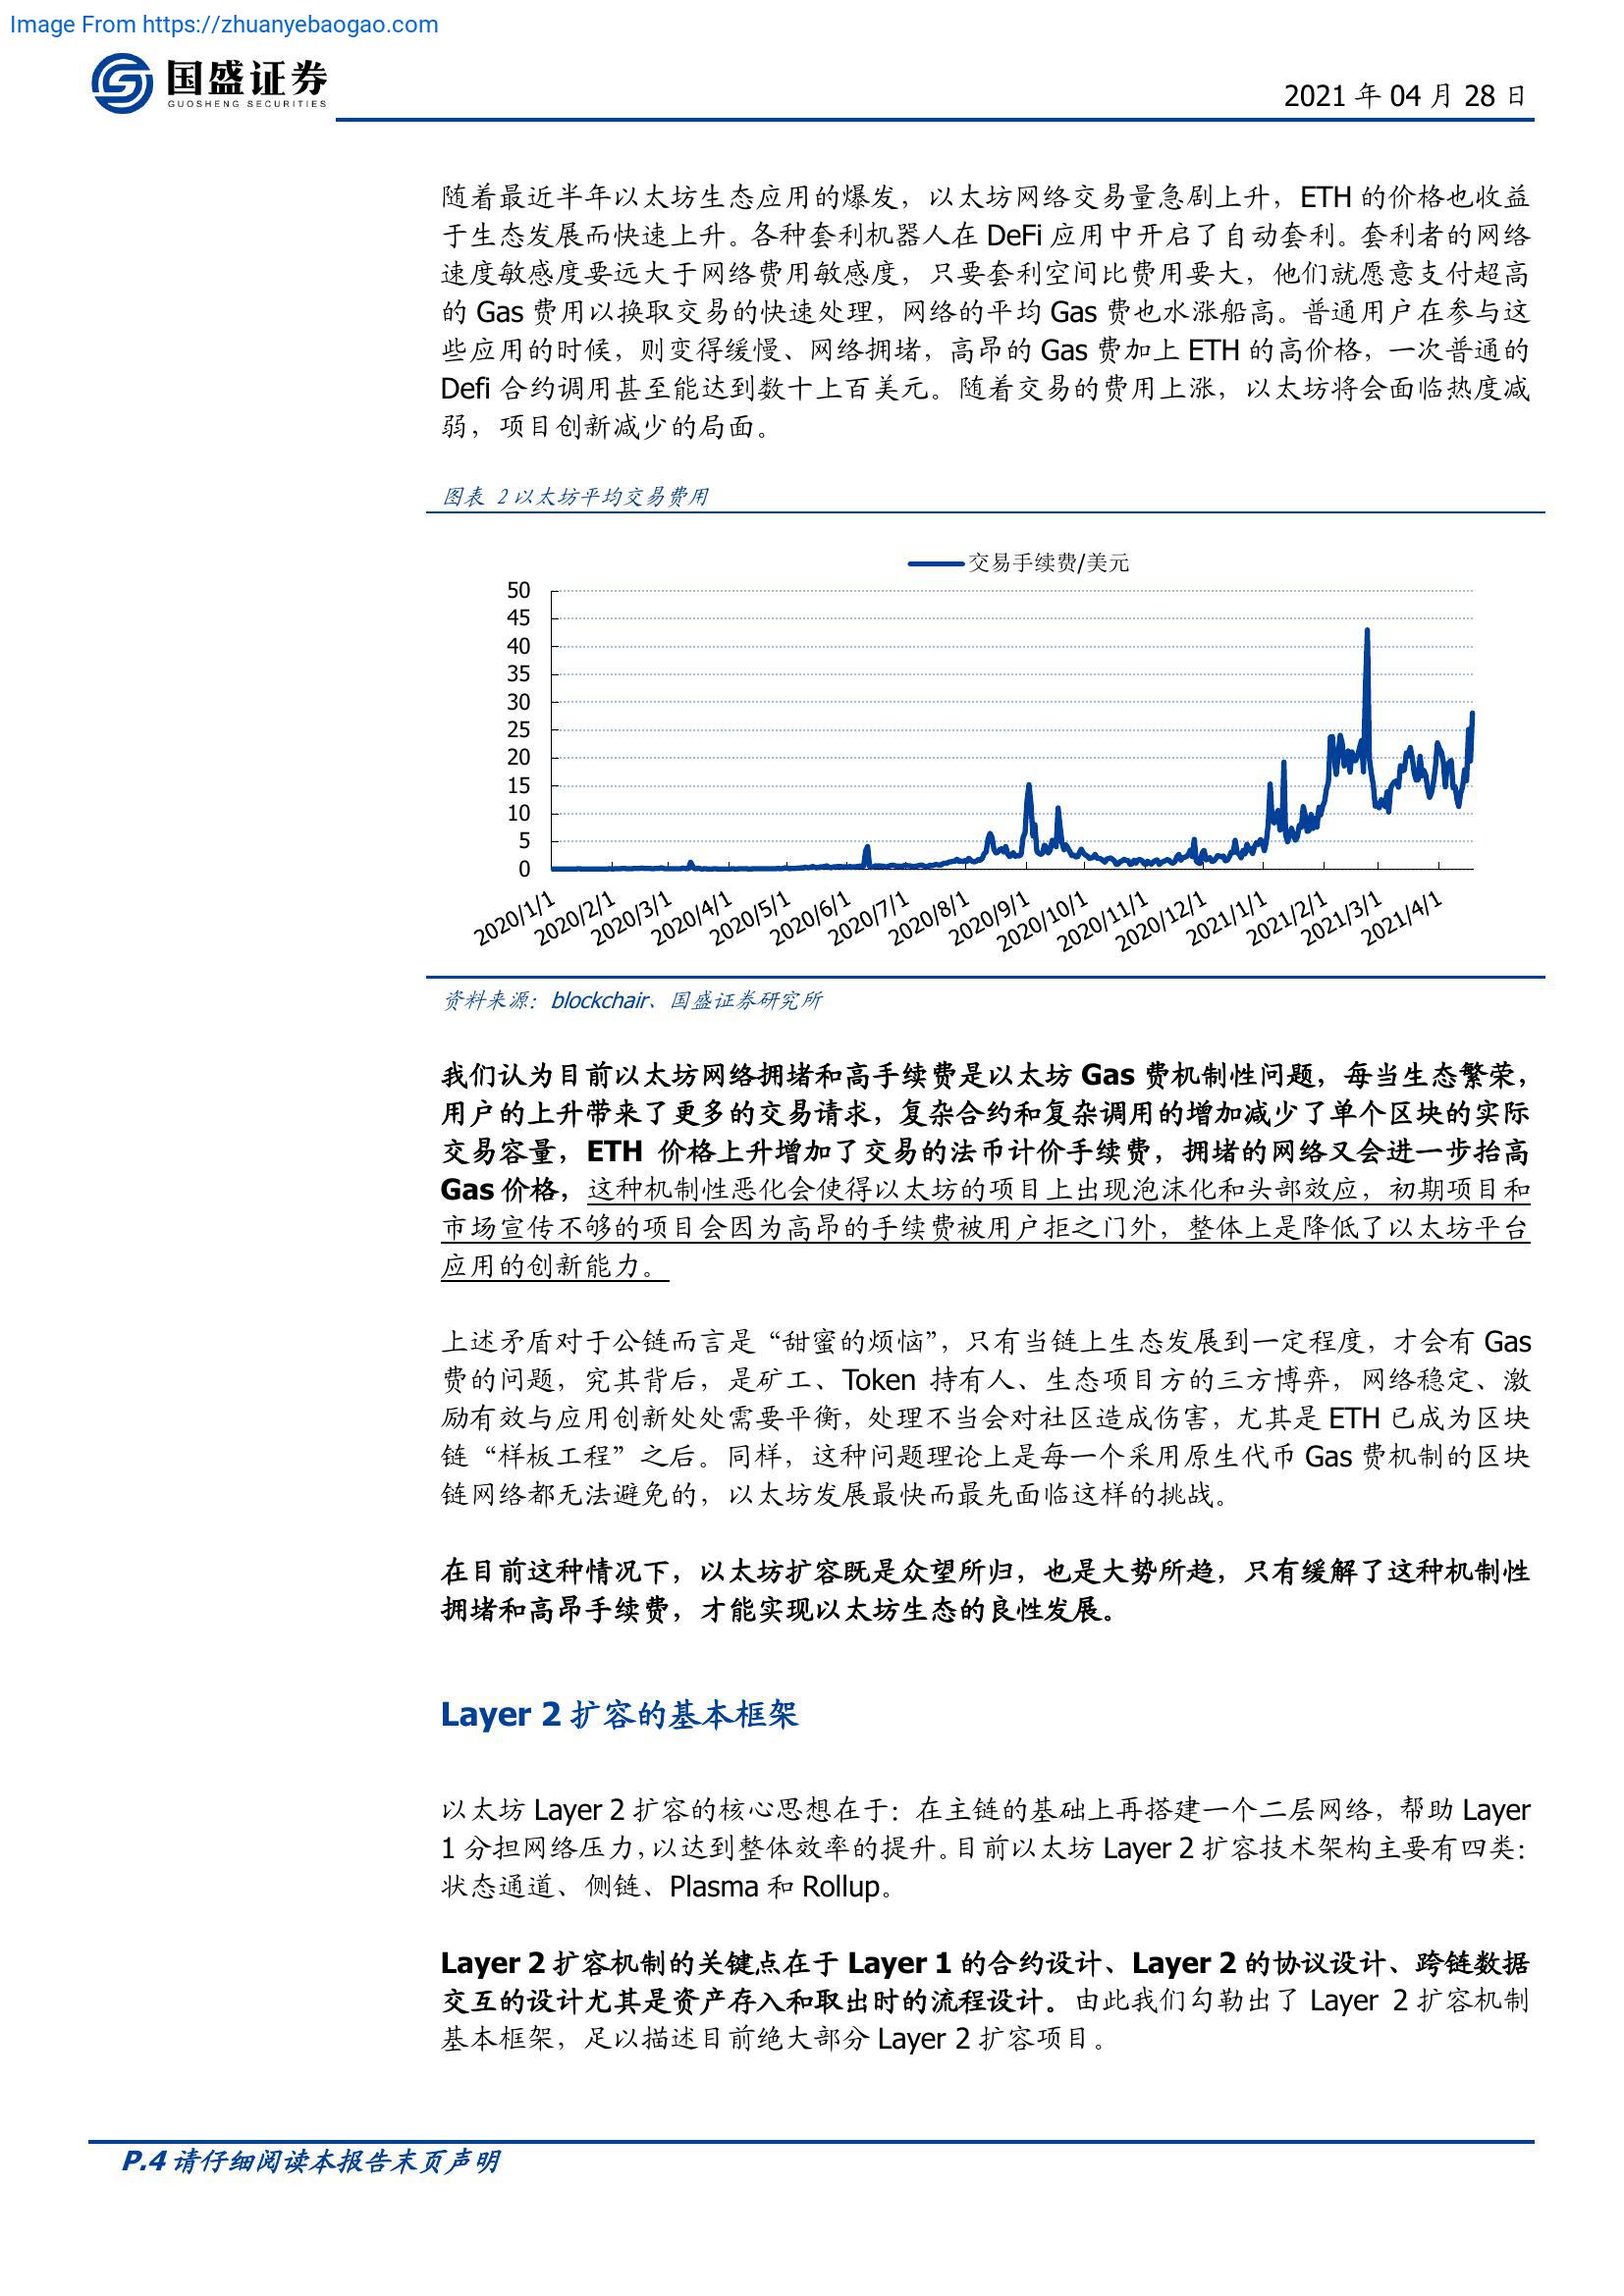 Image From https://zhuanyebaogao.com
国盛证券
GUOSHENG SECURITIES
2021 年 04 月 28 日
随着最近半年以太坊生态应用的爆发，以太坊网络交易量急剧上升，ETH 的价格也收益
于生态发展而快速上升。各种套利机器人在 DeFi 应用中开启了自动套利。套利者的网络
速度敏感度要远大于网络费用敏感度，只要套利空间比费用要大，他们就愿意支付超高
的 Gas 费用以换取交易的快速处理，网络的平均 Gas 费也水涨船高。普通用户在参与这
些应用的时候，则变得缓慢、网络拥堵，高昂的 Gas 费加上 ETH 的高价格，一次普通的
Defi 合约调用甚至能达到数十上百美元。随着交易的费用上涨，以太坊将会面临热度减
弱，项目创新减少的局面。
图表 2 以太坊平均交易费用
交易手续费/美元
50
45
40
35
30
25
20
15
10
5
0
2020/1/1
2020/2/1
2020/3/1
2020/4/1
2020/5/1
2020/6/1
2020/7/1
2020/8/1
2020/9/1
2020/10/1
2020/11/1
2020/12/1
2021/1/1
2021/2/1
2021/3/1
2021/4/1
资料来源：blockchair、国盛证券研究所
我们认为目前以太坊网络拥堵和高手续费是以太坊 Gas 费机制性问题，每当生态繁荣，
用户的上升带来了更多的交易请求，复杂合约和复杂调用的增加减少了单个区块的实际
交易容量，ETH 价格上升增加了交易的法币计价手续费，拥堵的网络又会进一步抬高
Gas 价格，这种机制性恶化会使得以太坊的项目上出现泡沫化和头部效应，初期项目和
市场宣传不够的项目会因为高昂的手续费被用户拒之门外，整体上是降低了以太坊平台
应用的创新能力。
上述矛盾对于公链而言是“甜蜜的烦恼”，只有当链上生态发展到一定程度，才会有 Gas
费的问题，究其背后，是矿工、Token 持有人、生态项目方的三方博弈，网络稳定、激
励有效与应用创新处处需要平衡，处理不当会对社区造成伤害，尤其是 ETH 已成为区块
链“样板工程”之后。同样，这种问题理论上是每一个采用原生代币 Gas 费机制的区块
链网络都无法避免的，以太坊发展最快而最先面临这样的挑战。
在目前这种情况下，以太坊扩容既是众望所归，也是大势所趋，只有缓解了这种机制性
拥堵和高昂手续费，才能实现以太坊生态的良性发展。
Layer 2 扩容的基本框架
以太坊 Layer 2 扩容的核心思想在于：在主链的基础上再搭建一个二层网络，帮助 Layer
1 分担网络压力，以达到整体效率的提升。目前以太坊 Layer 2 扩容技术架构主要有四类：
状态通道、侧链、Plasma 和 Rollup。
Layer 2 扩容机制的关键点在于 Layer 1 的合约设计、Layer 2 的协议设计、跨链数据
交互的设计尤其是资产存入和取出时的流程设计。由此我们勾勒出了 Layer 2 扩容机制
基本框架，足以描述目前绝大部分 Layer 2 扩容项目。
P.4 请仔细阅读本报告末页声明